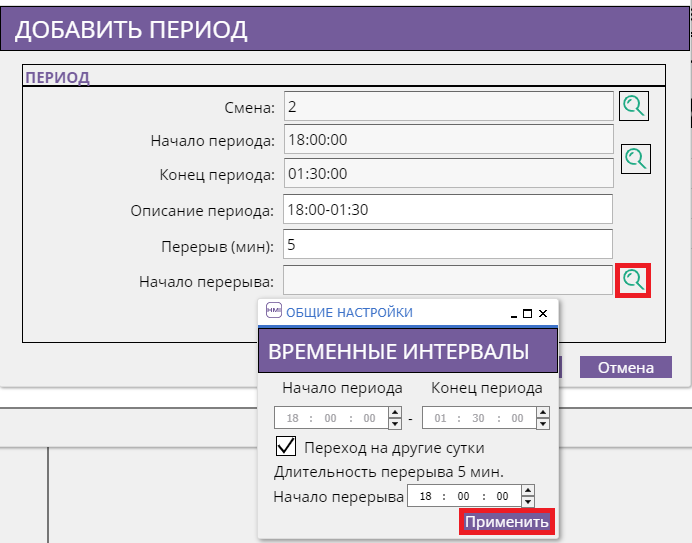 ДОБАВИТЬ ПЕРИОД
ПЕРИОД
Смена: 2
Начало периода: 18:00:00
Конец периода: 01:30:00
Описание периода: 18:00-01:30
Перерыв (мин): 5
Начало перерыва:
HMI ОБЩИЕ НАСТРОЙКИ
ВРЕМЕННЫЕ ИНТЕРВАЛЫ
Отмена
Начало периода Конец периода
18 : 00 : 00 - 01 : 30 : 00
Переход на другие сутки
Длительность перерыва 5 мин.
Начало перерыва 18 : 00 : 00
Применить